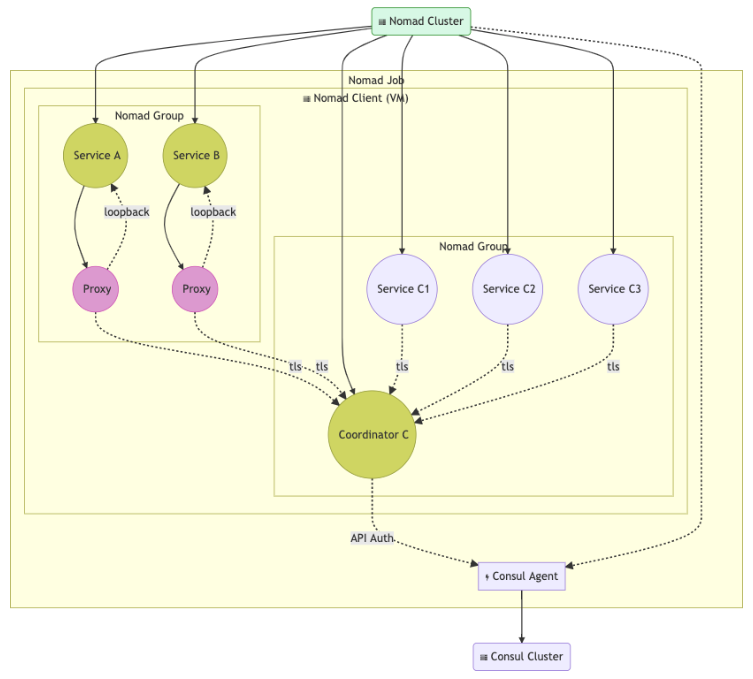 Nomad Cluster
Nomad Job
Nomad Client (VM)
Nomad Group
Service A
Service B
loopback
loopback
Nomad Group
Proxy
Proxy
Service C1
Service C2
Service C3
tls
tls
tls
tls
tls
Coordinator C
API Auth
Consul Agent
Consul Cluster